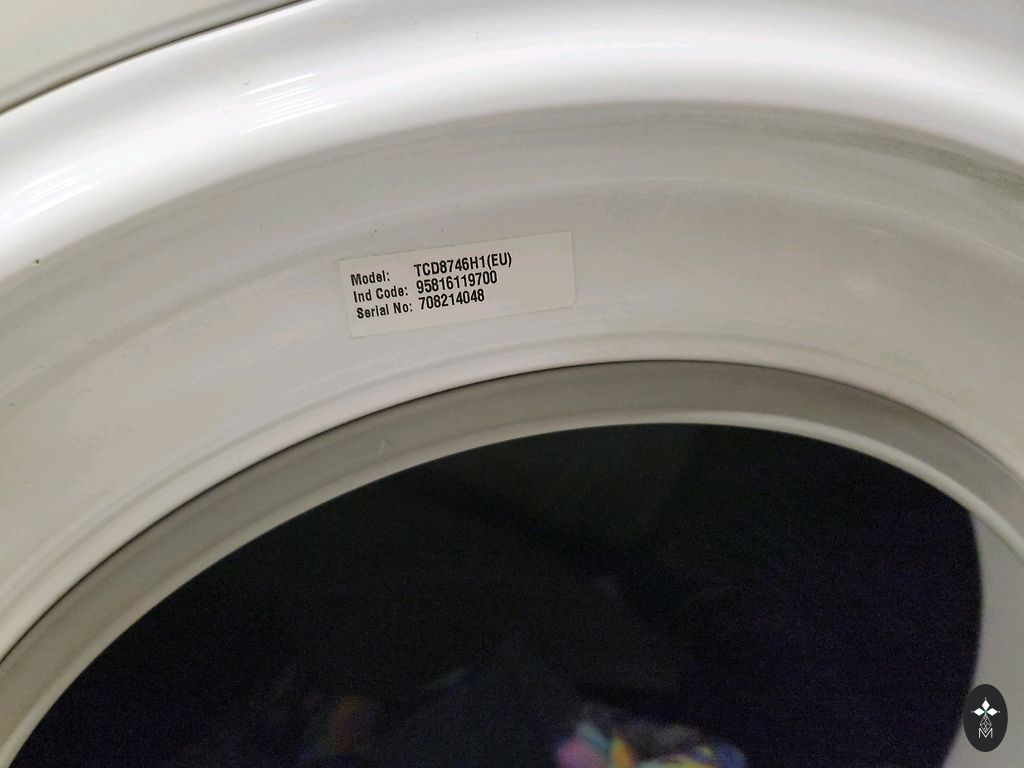 Model: TCD8746H1(EU)
Ind Code: 95816119700
Serial No: 708214048
M